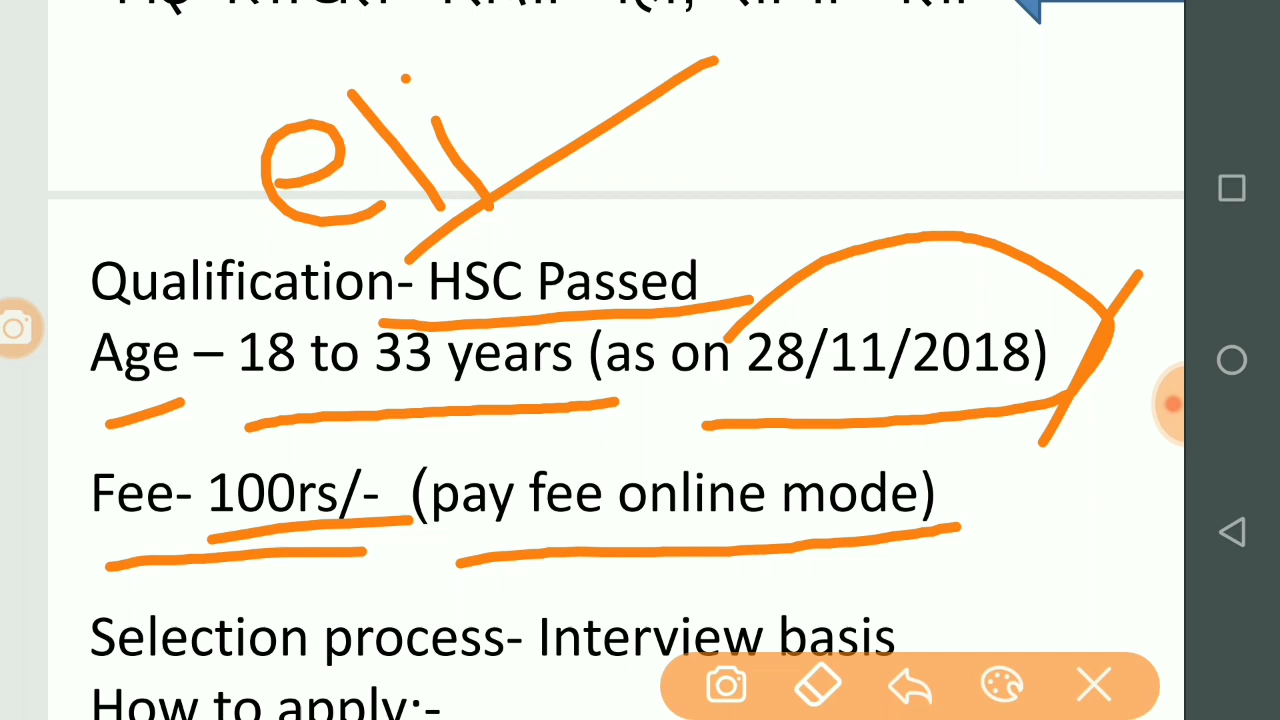 eli
Qualification- HSC Passed
Age – 18 to 33 years (as on 28/11/2018)
Fee- 100rs/- (pay fee online mode)
Selection process- Interview basis
How to apply:-